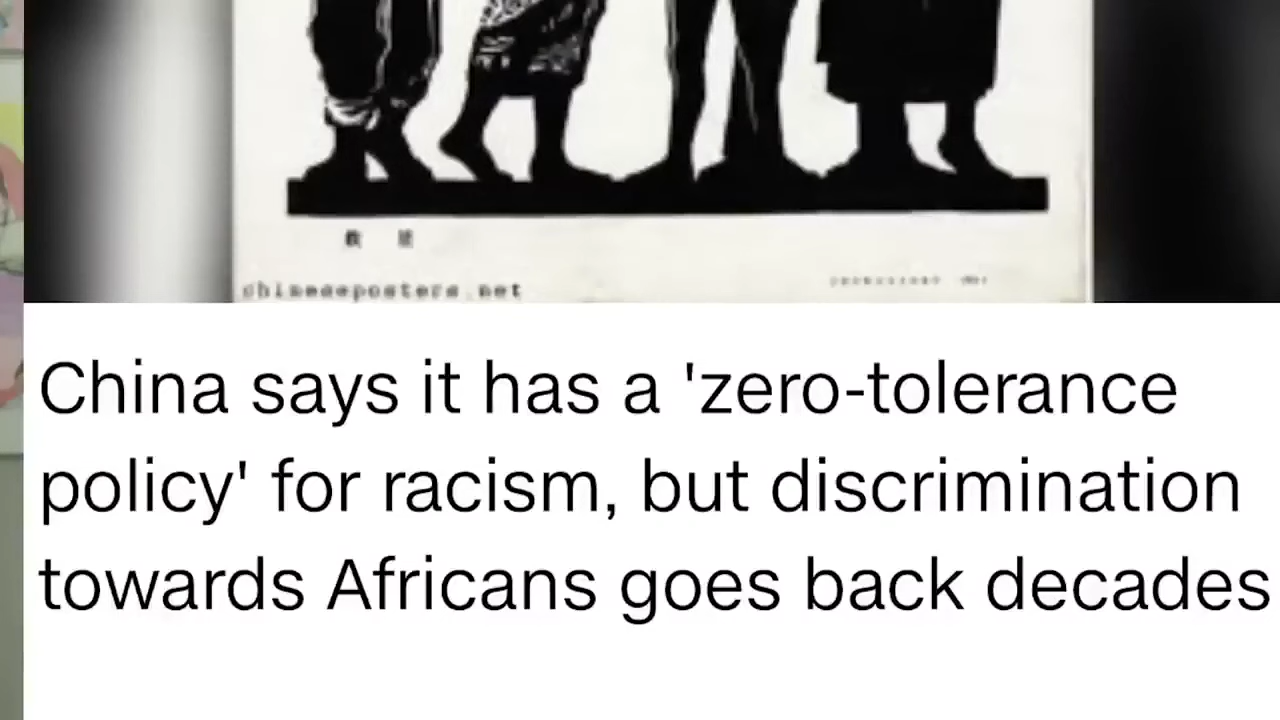 chineseposters.net
China says it has a 'zero-tolerance
policy' for racism, but discrimination
towards Africans goes back decades